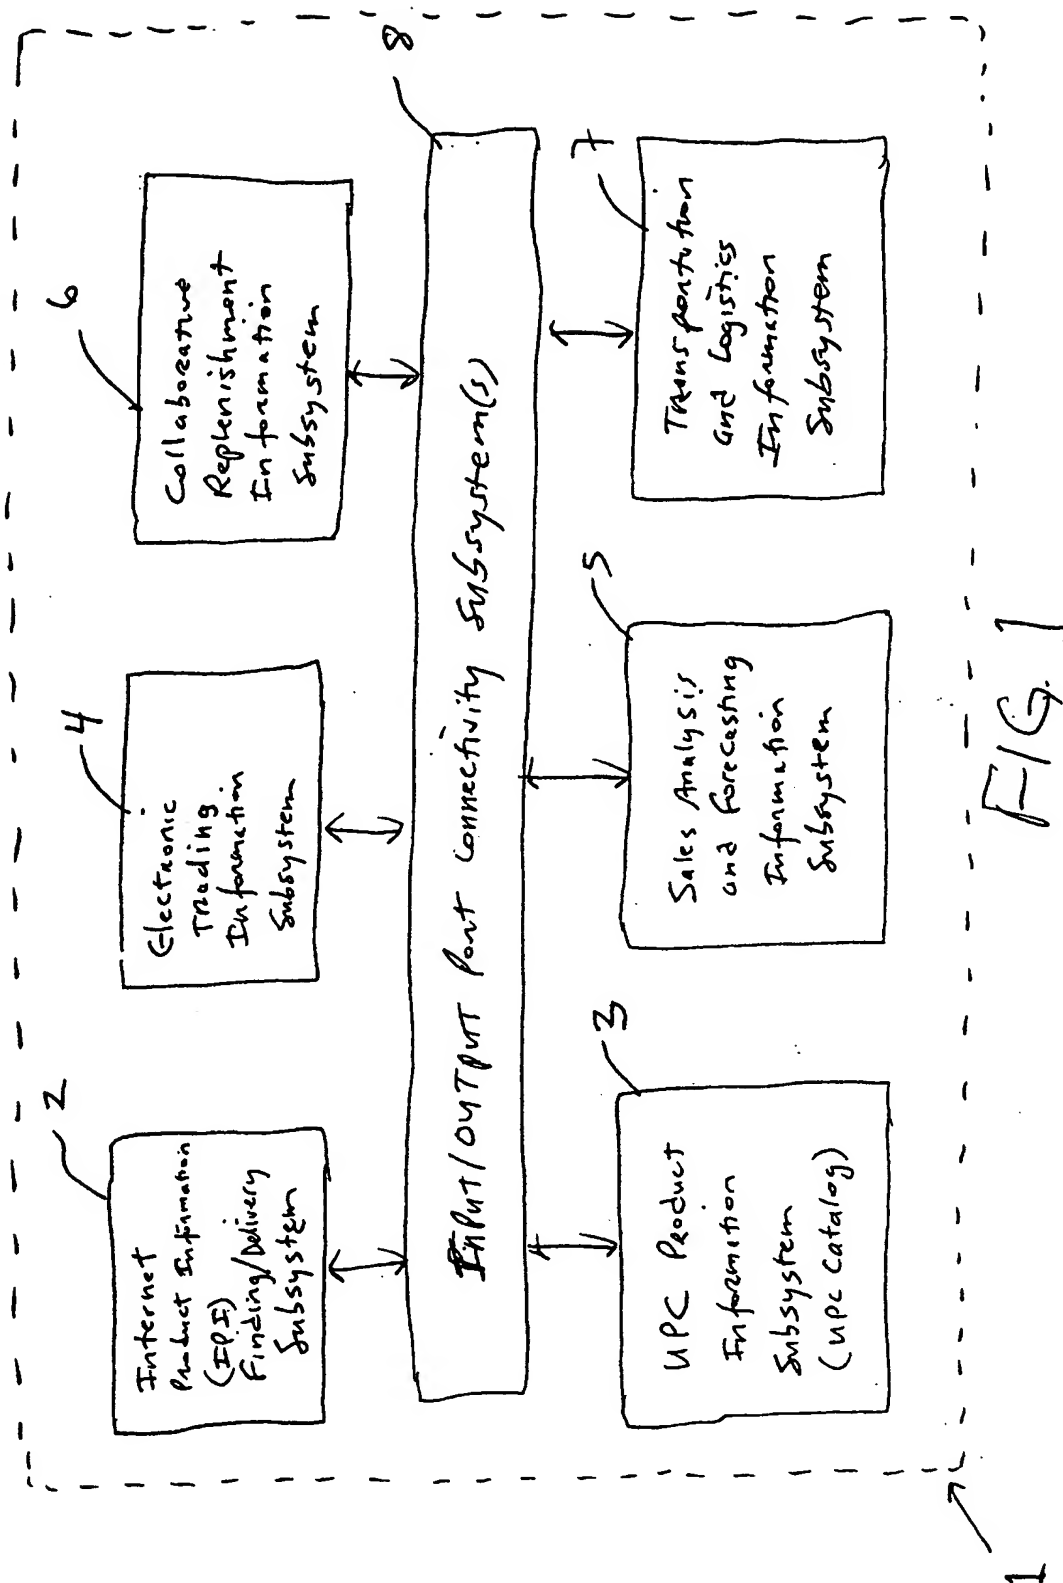 2
Internet
Product Information
(IPI)
Finding/Delivery
Subsystem
4
Electronic
Trading
Information
Subsystem
6
Collaborative
Replenishment
Information
Subsystem
8
Input/Output Port Connectivity Subsystem(s)
3
UPC Product
Information
Subsystem
(UPC Catalog)
5
Sales Analysis
and Forecasting
Information
Subsystem
7
Transportation
and Logistics
Information
Subsystem
1
FIG. 1